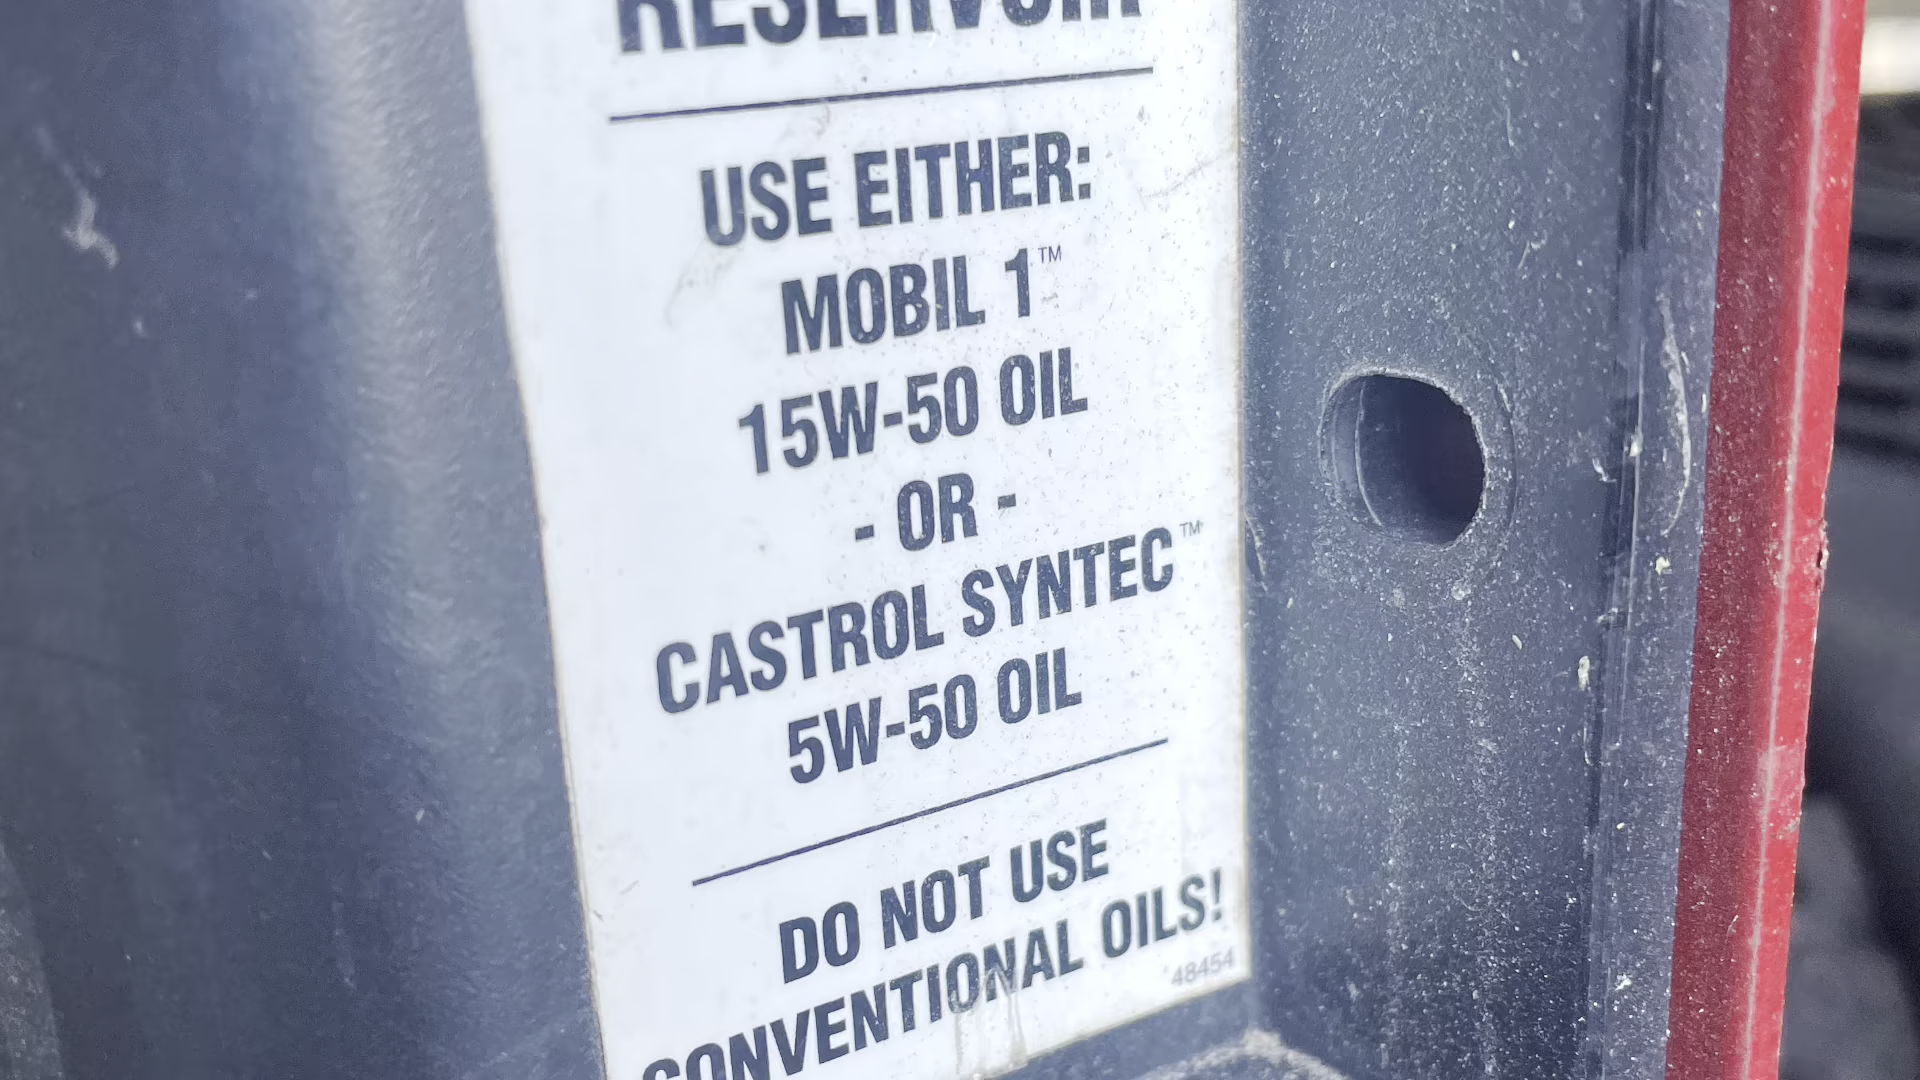 RESERVOIR
USE EITHER:
MOBIL 1™
15W-50 OIL
- OR -
CASTROL SYNTEC™
5W-50 OIL
DO NOT USE
CONVENTIONAL OILS!
48454